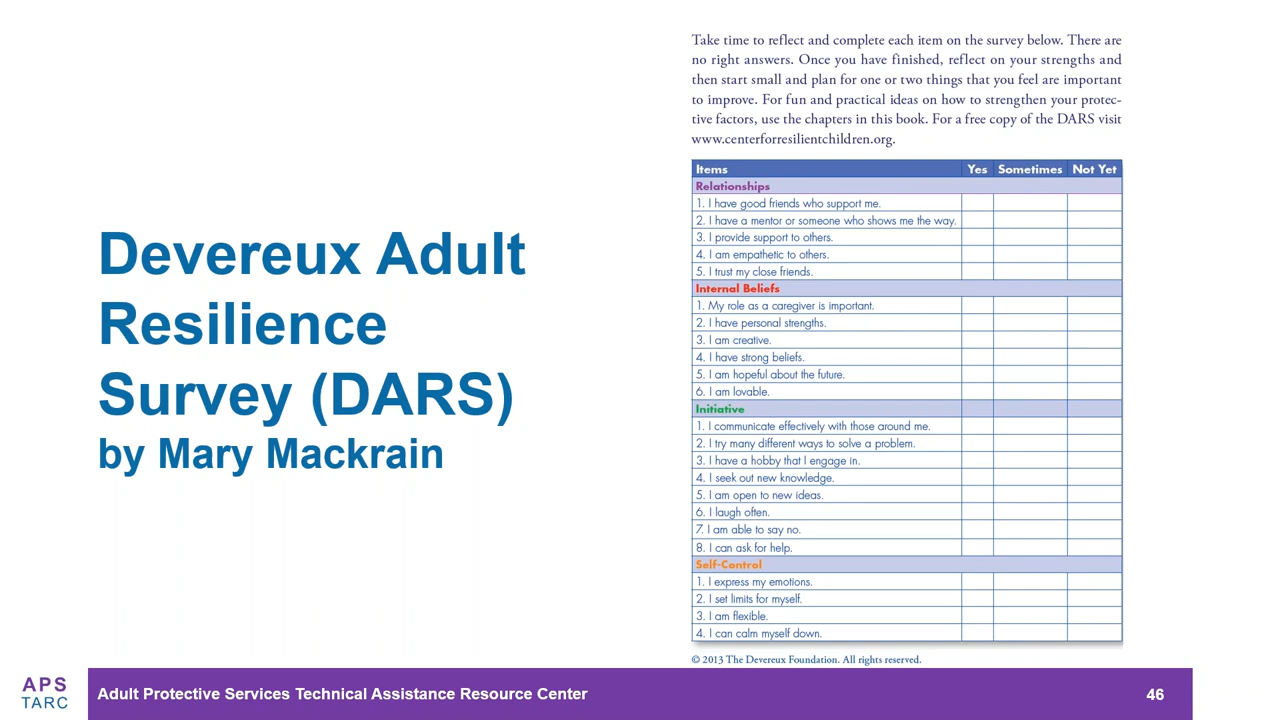 Devereux Adult
Resilience
Survey (DARS)
by Mary Mackrain
Take time to reflect and complete each item on the survey below. There are
no right answers. Once you have finished, reflect on your strengths and
then start small and plan for one or two things that you feel are important
to improve. For fun and practical ideas on how to strengthen your protec-
tive factors, use the chapters in this book. For a free copy of the DARS visit
www.centerforresilientchildren.org.
Items Yes Sometimes Not Yet
Relationships
1. I have good friends who support me.
2. I have a mentor or someone who shows me the way.
3. I provide support to others.
4. I am empathetic to others.
5. I trust my close friends.
Internal Beliefs
1. My role as a caregiver is important.
2. I have personal strengths.
3. I am creative.
4. I have strong beliefs.
5. I am hopeful about the future.
6. I am lovable.
Initiative
1. I communicate effectively with those around me.
2. I try many different ways to solve a problem.
3. I have a hobby that I engage in.
4. I seek out new knowledge.
5. I am open to new ideas.
6. I laugh often.
7. I am able to say no.
8. I can ask for help.
Self-Control
1. I express my emotions.
2. I set limits for myself.
3. I am flexible.
4. I can calm myself down.
© 2013 The Devereux Foundation. All rights reserved.
APS
TARC
Adult Protective Services Technical Assistance Resource Center
46